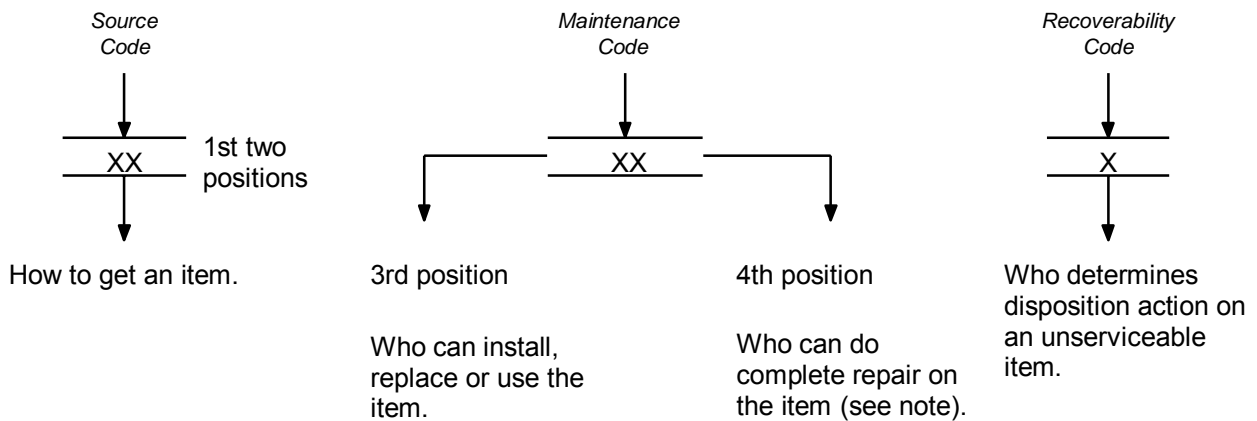 Source
Code
Maintenance
Code
Recoverability
Code
XX
1st two
positions
XX
X
How to get an item.
3rd position
Who can install,
replace or use the
item.
4th position
Who can do
complete repair on
the item (see note).
Who determines
disposition action on
an unserviceable
item.